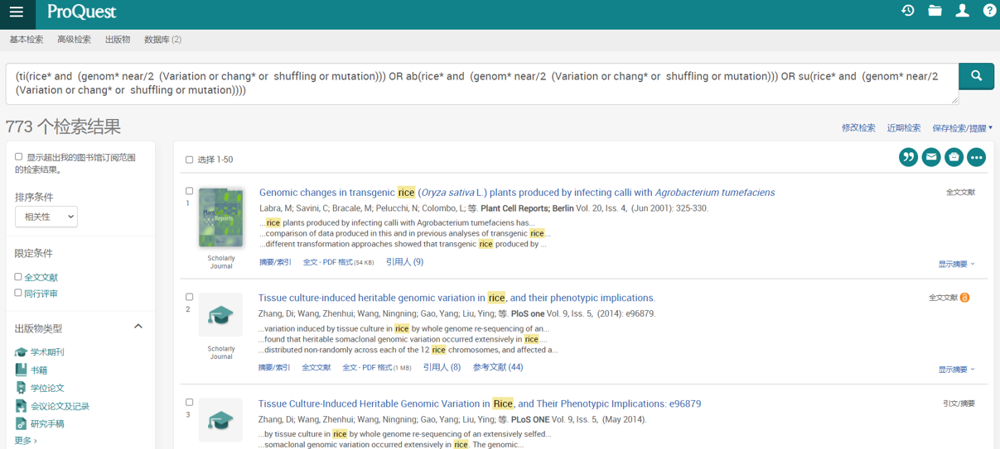 ProQuest
基本检索 高级检索 出版物 数据库 (2)
(ti(rice* and (genom* near/2 (Variation or chang* or shuffling or mutation))) OR ab(rice* and (genom* near/2 (Variation or chang* or shuffling or mutation))) OR su(rice* and (genom* near/2
(Variation or chang* or shuffling or mutation))))
773 个检索结果
修改检索 近期检索 保存检索/提醒
显示超出我的图书馆订阅范围
的检索结果。
排序条件
相关性
限定条件
全文文献
同行评审
出版物类型
学术期刊
书籍
学位论文
会议论文及记录
研究手稿
更多 ›
选择 1-50
1
Plant Cell
Reports
Scholarly
Journal
Genomic changes in transgenic rice (Oryza sativa L.) plants produced by infecting calli with Agrobacterium tumefaciens
全文文献
Labra, M; Savini, C; Bracale, M; Pelucchi, N; Colombo, L; 等. Plant Cell Reports; Berlin Vol. 20, Iss. 4, (Jun 2001): 325-330.
...rice plants produced by infecting calli with Agrobacterium tumefaciens has...
...comparison of data produced in this and in previous analyses of transgenic rice...
...different transformation approaches showed that transgenic rice produced by ...
摘要/索引 全文 - PDF 格式 (54 KB) 引用人 (9)
显示摘要
2
Scholarly
Journal
Tissue culture-induced heritable genomic variation in rice, and their phenotypic implications.
全文文献
Zhang, Di; Wang, Zhenhui; Wang, Ningning; Gao, Yang; Liu, Ying; 等. PloS one Vol. 9, Iss. 5, (2014): e96879.
...variation induced by tissue culture in rice by whole genome re-sequencing of an...
...found that heritable somaclonal genomic variation occurred extensively in rice....
...distributed non-randomly across each of the 12 rice chromosomes, and affected a...
摘要/索引 全文文献 全文 - PDF 格式 (1 MB) 引用人 (8) 参考文献 (44)
显示摘要
3
Tissue Culture-Induced Heritable Genomic Variation in Rice, and Their Phenotypic Implications: e96879
引文/摘要
Zhang, Di; Wang, Zhenhui; Wang, Ningning; Gao, Yang; Liu, Ying; 等. PLoS ONE Vol. 9, Iss. 5, (May 2014).
...by tissue culture in rice by whole genome re-sequencing of an extensively selfed...
...somaclonal genomic variation occurred extensively in rice. The genomic...